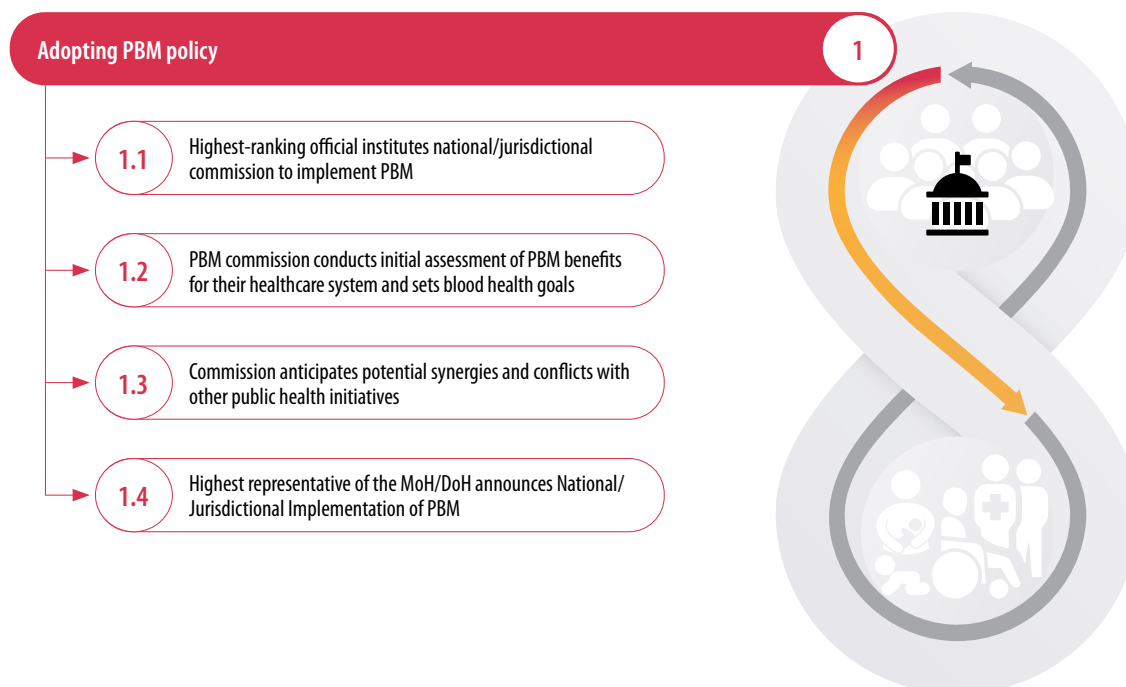 Adopting PBM policy
1
1.1
Highest-ranking official institutes national/jurisdictional
commission to implement PBM
1.2
PBM commission conducts initial assessment of PBM benefits
for their healthcare system and sets blood health goals
1.3
Commission anticipates potential synergies and conflicts with
other public health initiatives
1.4
Highest representative of the MoH/DoH announces National/
Jurisdictional Implementation of PBM